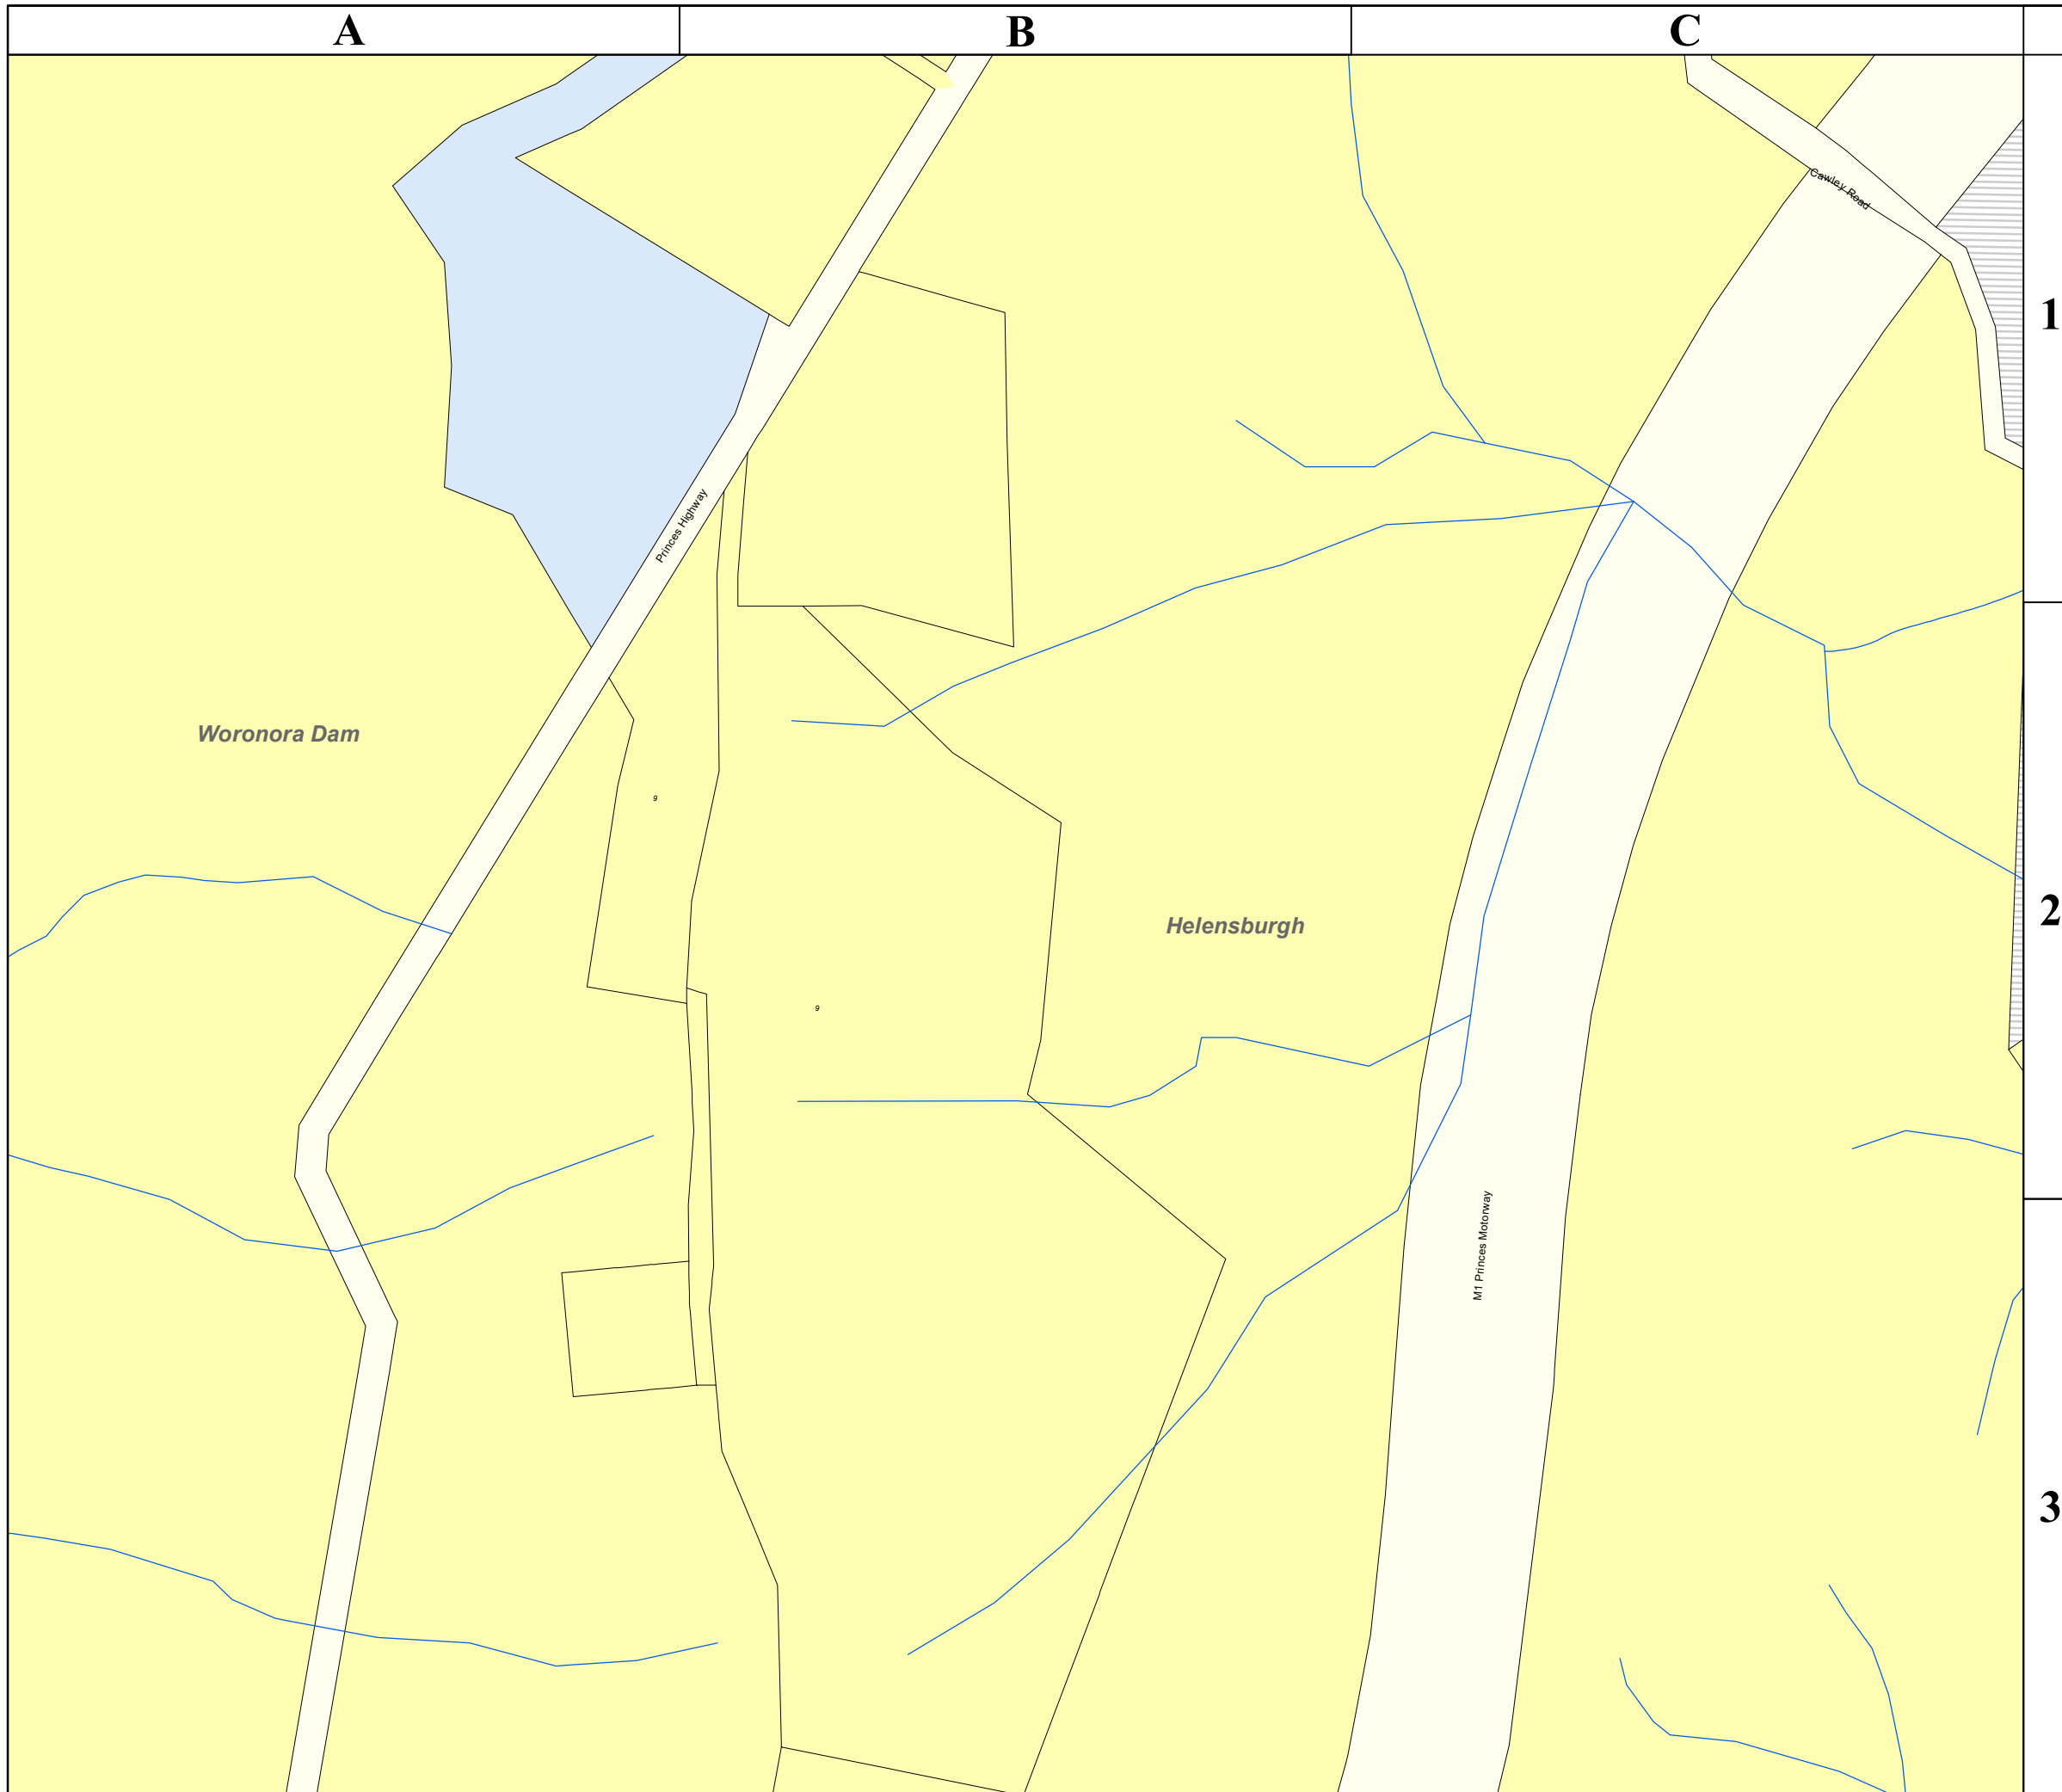 A
B
C
Cawley Road
1
Princes Highway
Woronora Dam
9
2
Helensburgh
9
M1 Princes Motorway
3